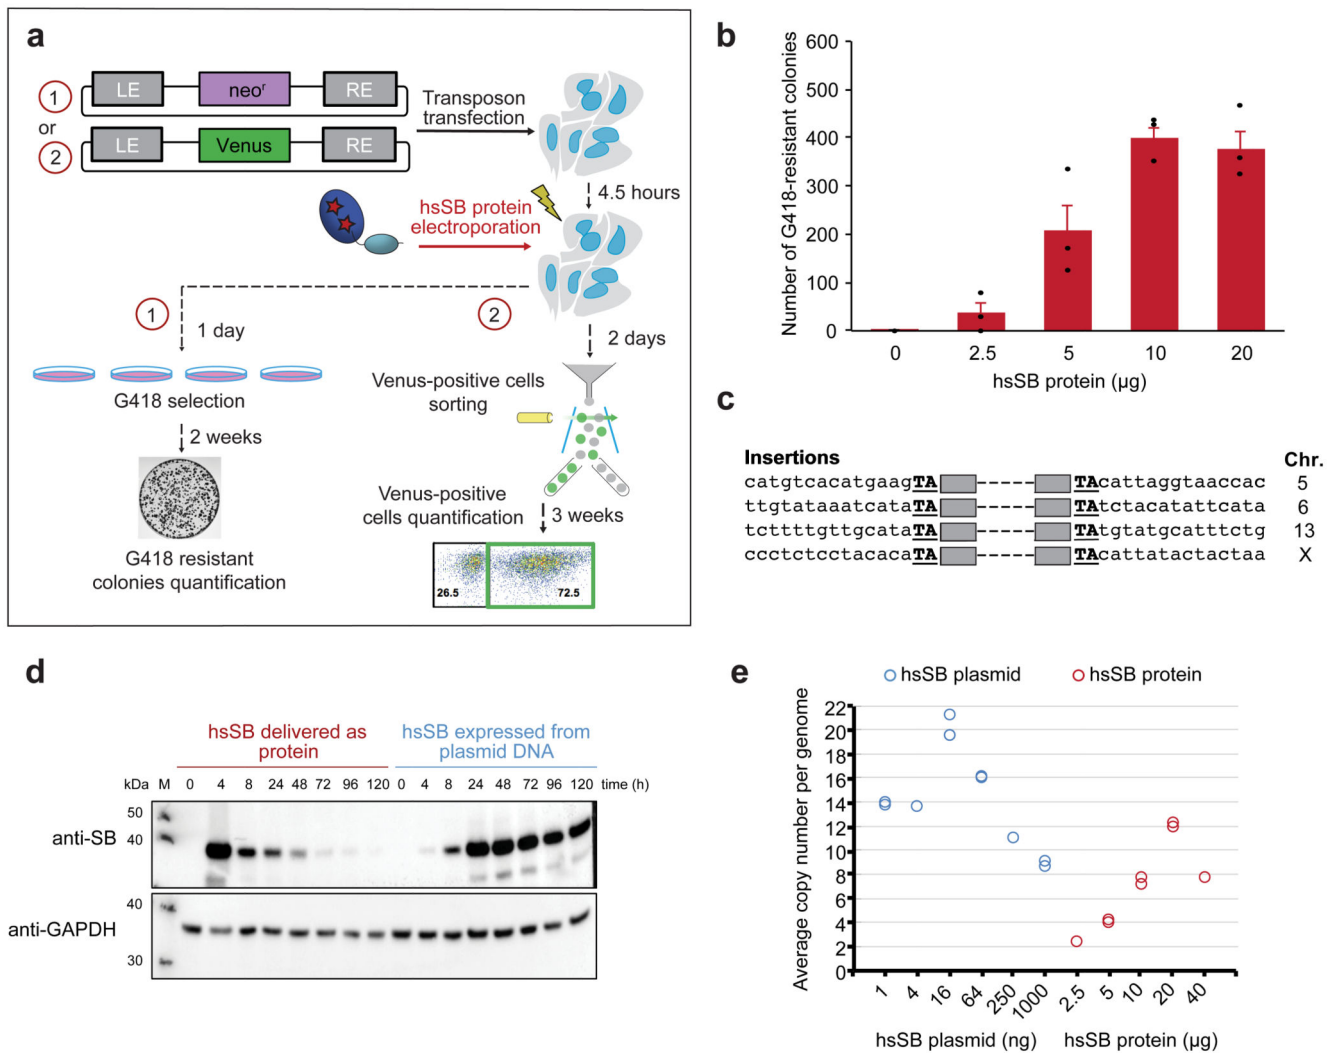 a
1
LE
neoʳ
RE
or
2
LE
Venus
RE
Transposon
transfection
4.5 hours
hsSB protein
electroporation
1
1 day
2
2 days
G418 selection
2 weeks
G418 resistant
colonies quantification
Venus-positive cells
sorting
Venus-positive
cells quantification
3 weeks
26.5
72.5
b
Number of G418-resistant colonies
600
500
400
300
200
100
0
0 2.5 5 10 20
hsSB protein (µg)
c
Insertions Chr.
catgtcacatgaagTA TAcattaggtaaccac 5
ttgtataaatcataTA TAtctacatattcata 6
tcttttgttgcataTA TAtgtatgcatttctg 13
ccctctcctacacaTA TAcattatactactaa X
d
hsSB delivered as
protein
hsSB expressed from
plasmid DNA
kDa M 0 4 8 24 48 72 96 120 0 4 8 24 48 72 96 120 time (h)
50
anti-SB 40
40
anti-GAPDH
30
e
hsSB plasmid hsSB protein
Average copy number per genome
22
20
18
16
14
12
10
8
6
4
2
0
1 4 16 64 250 1000 2.5 5 10 20 40
hsSB plasmid (ng) hsSB protein (µg)